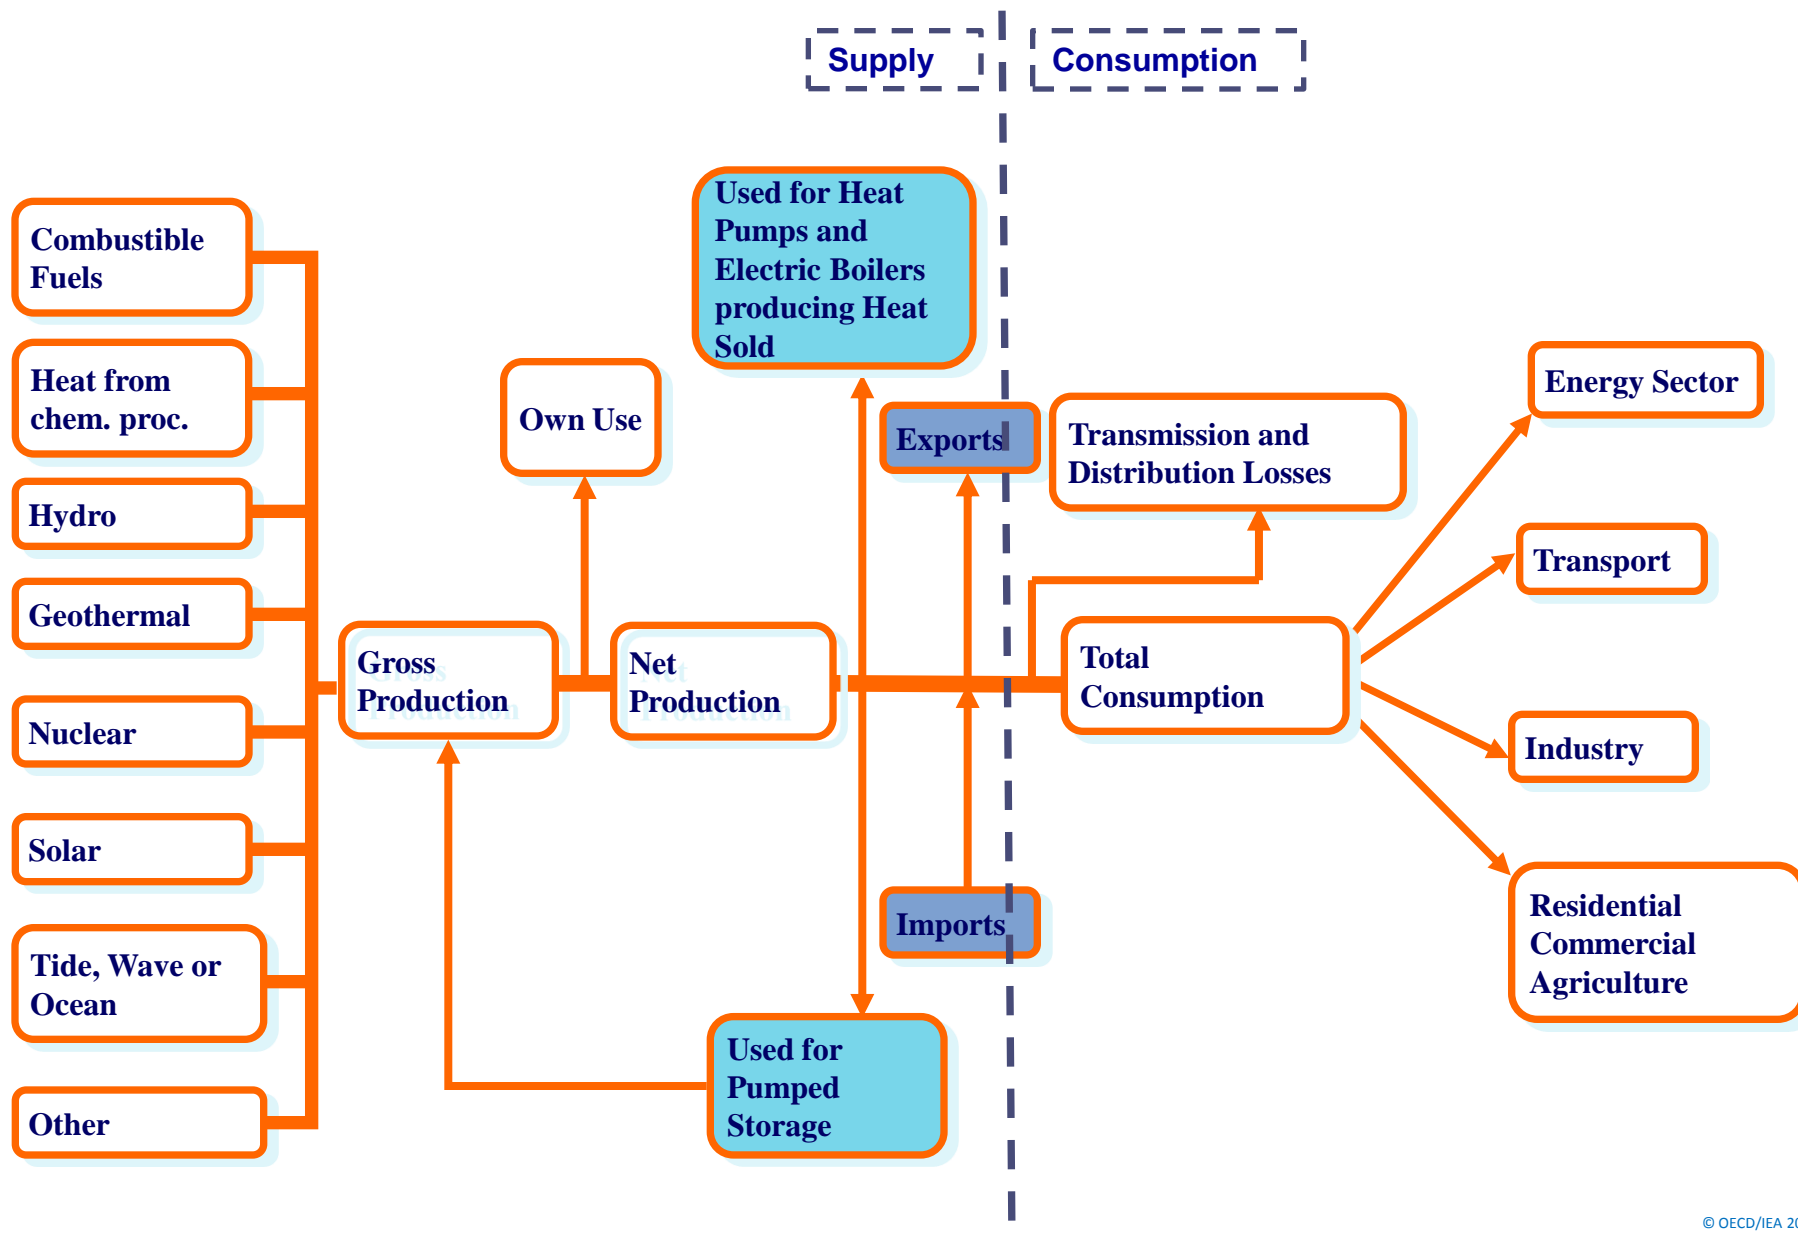 Supply
Consumption
Used for Heat
Pumps and
Electric Boilers
producing Heat
Sold
Combustible
Fuels
Heat from
chem. proc.
Hydro
Geothermal
Nuclear
Solar
Tide, Wave or
Ocean
Other
Own Use
Gross
Production
Net
Production
Exports
Imports
Used for
Pumped
Storage
Transmission and
Distribution Losses
Total
Consumption
Energy Sector
Transport
Industry
Residential
Commercial
Agriculture
© OECD/IEA